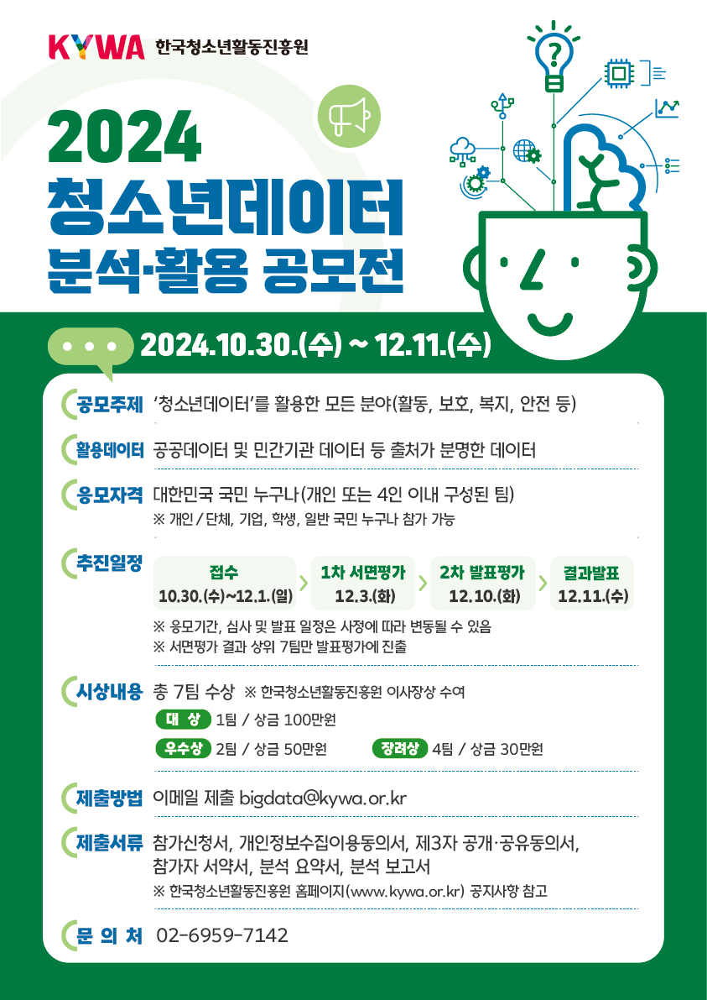 KYWA 한국청소년활동진흥원
2024
청소년데이터
분석·활용 공모전
?
2024.10.30.(수) ~ 12.11.(수)
공모주제 '청소년데이터'를 활용한 모든 분야(활동, 보호, 복지, 안전 등)
활용데이터 공공데이터 및 민간기관 데이터 등 출처가 분명한 데이터
응모자격 대한민국 국민 누구나(개인 또는 4인 이내 구성된 팀)
※ 개인/단체, 기업, 학생, 일반 국민 누구나 참가 가능
추진일정
접수 1차 서면평가 2차 발표평가 결과발표
10.30.(수)~12.1.(일) 12.3.(화) 12.10.(화) 12.11.(수)
※ 응모기간, 심사 및 발표 일정은 사정에 따라 변동될 수 있음
※ 서면평가 결과 상위 7팀만 발표평가에 진출
시상내용 총 7팀 수상 ※ 한국청소년활동진흥원 이사장상 수여
대 상 1팀 / 상금 100만원
우수상 2팀 / 상금 50만원 장려상 4팀 / 상금 30만원
제출방법 이메일 제출 bigdata@kywa.or.kr
제출서류 참가신청서, 개인정보수집이용동의서, 제3자 공개·공유동의서,
참가자 서약서, 분석 요약서, 분석 보고서
※ 한국청소년활동진흥원 홈페이지(www.kywa.or.kr) 공지사항 참고
문 의 처 02-6959-7142